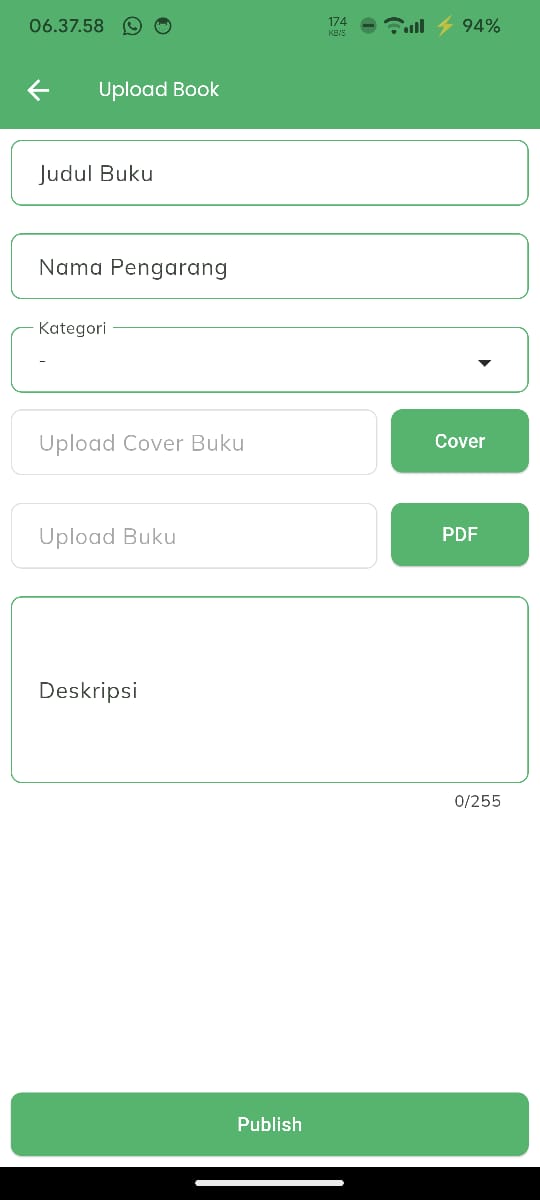 06.37.58
174
KB/S
94%
Upload Book
Judul Buku
Nama Pengarang
Kategori
-
Upload Cover Buku
Cover
Upload Buku
PDF
Deskripsi
0/255
Publish